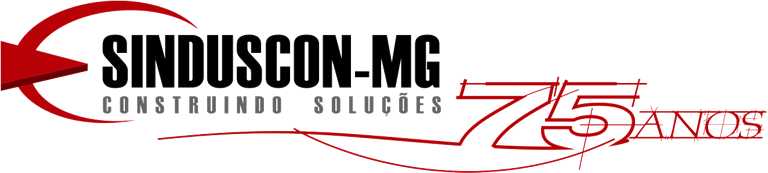 SINDUSCON-MG
CONSTRUINDO SOLUÇÕES
75 ANOS